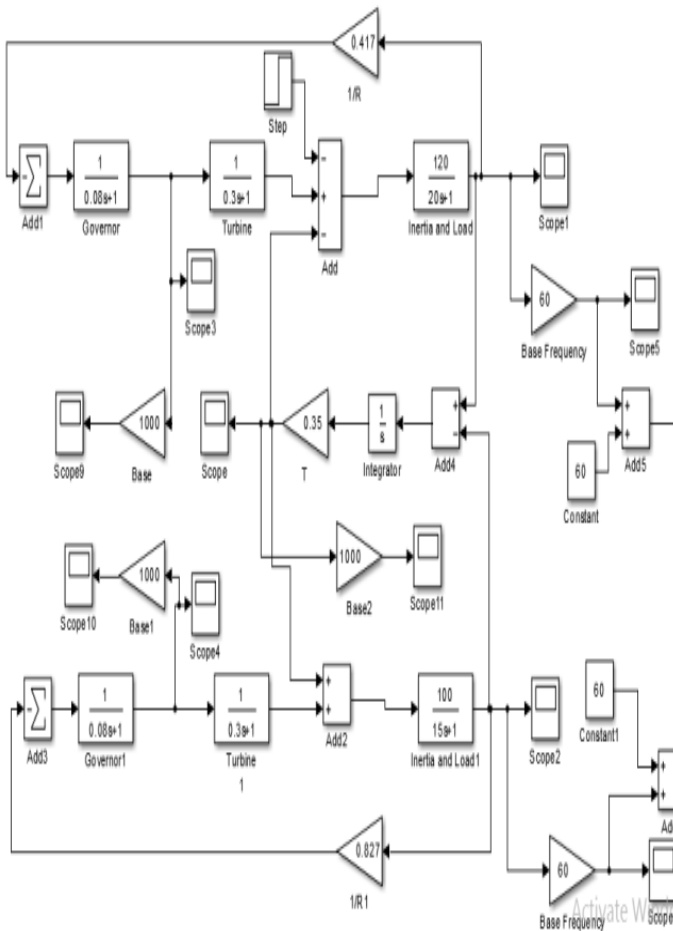 0.417
1/R
Step
Add1
1
0.08s+1
Governor
1
0.3s+1
Turbine
−
+
−
Add
120
20s+1
Inertia and Load
Scope1
Scope3
60
Base Frequency
Scope5
Scope9
1000
Base
Scope
0.35
T
1
s
Integrator
+
−
Add4
+
+
Add5
60
Constant
Scope10
1000
Base1
Scope4
1000
Base2
Scope11
Add3
1
0.08s+1
Governor1
1
0.3s+1
Turbine
1
+
+
Add2
100
15s+1
Inertia and Load1
Scope2
60
Constant1
+
+
Ad
0.827
1/R1
60
Base Frequency
Scope
Activate Wind